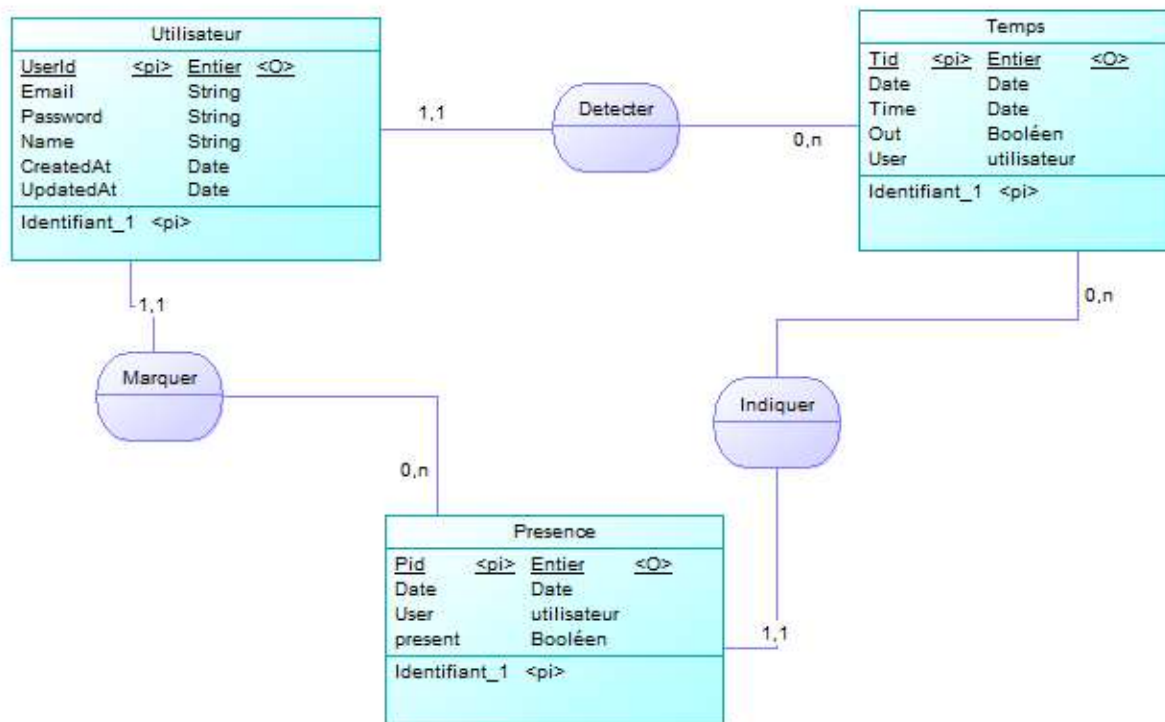 Utilisateur
UserId <pi> Entier <O>
Email String
Password String
Name String
CreatedAt Date
UpdatedAt Date
Identifiant_1 <pi>
1,1
Detecter
0,n
Temps
Tid <pi> Entier <O>
Date Date
Time Date
Out Booléen
User utilisateur
Identifiant_1 <pi>
1,1
Marquer
0,n
0,n
Indiquer
1,1
Presence
Pid <pi> Entier <O>
Date Date
User utilisateur
present Booléen
Identifiant_1 <pi>